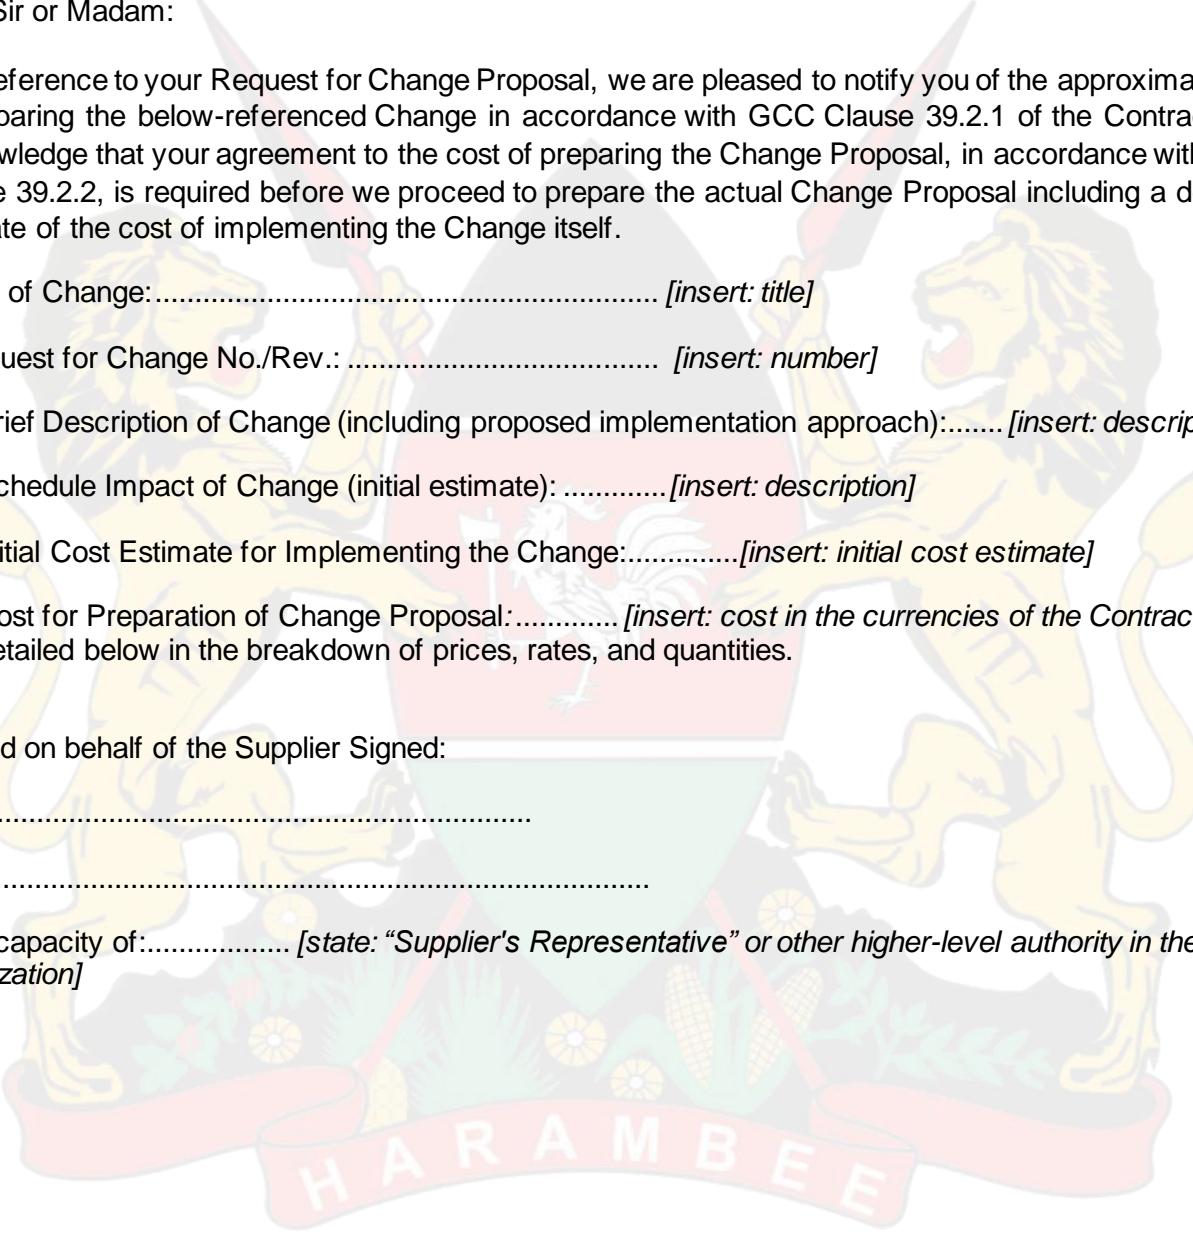 Sir or Madam:
eference to your Request for Change Proposal, we are pleased to notify you of the approxima
paring the below-referenced Change in accordance with GCC Clause 39.2.1 of the Contrac
wledge that your agreement to the cost of preparing the Change Proposal, in accordance with
e 39.2.2, is required before we proceed to prepare the actual Change Proposal including a d
ate of the cost of implementing the Change itself.
of Change:............................................................... [insert: title]
uest for Change No./Rev.: ....................................... [insert: number]
rief Description of Change (including proposed implementation approach):....... [insert: descrip
chedule Impact of Change (initial estimate): ............. [insert: description]
itial Cost Estimate for Implementing the Change:..............[insert: initial cost estimate]
ost for Preparation of Change Proposal:............. [insert: cost in the currencies of the Contrac
etailed below in the breakdown of prices, rates, and quantities.
d on behalf of the Supplier Signed:
...................................................................
.................................................................................
capacity of:.................. [state: “Supplier's Representative” or other higher-level authority in the
zation]
HARAMBEE